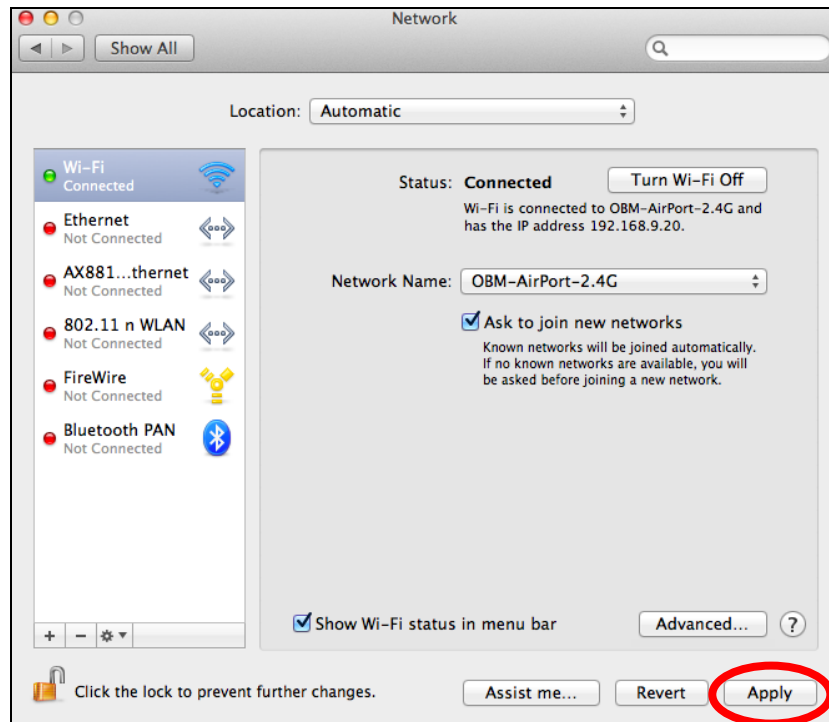 Network
Show All
Location: Automatic
Wi-Fi
Connected
Ethernet
Not Connected
AX881...thernet
Not Connected
802.11 n WLAN
Not Connected
FireWire
Not Connected
Bluetooth PAN
Not Connected
Status: Connected Turn Wi-Fi Off
Wi-Fi is connected to OBM-AirPort-2.4G and
has the IP address 192.168.9.20.
Network Name: OBM-AirPort-2.4G
Ask to join new networks
Known networks will be joined automatically.
If no known networks are available, you will
be asked before joining a new network.
Show Wi-Fi status in menu bar Advanced... ?
Click the lock to prevent further changes. Assist me... Revert Apply